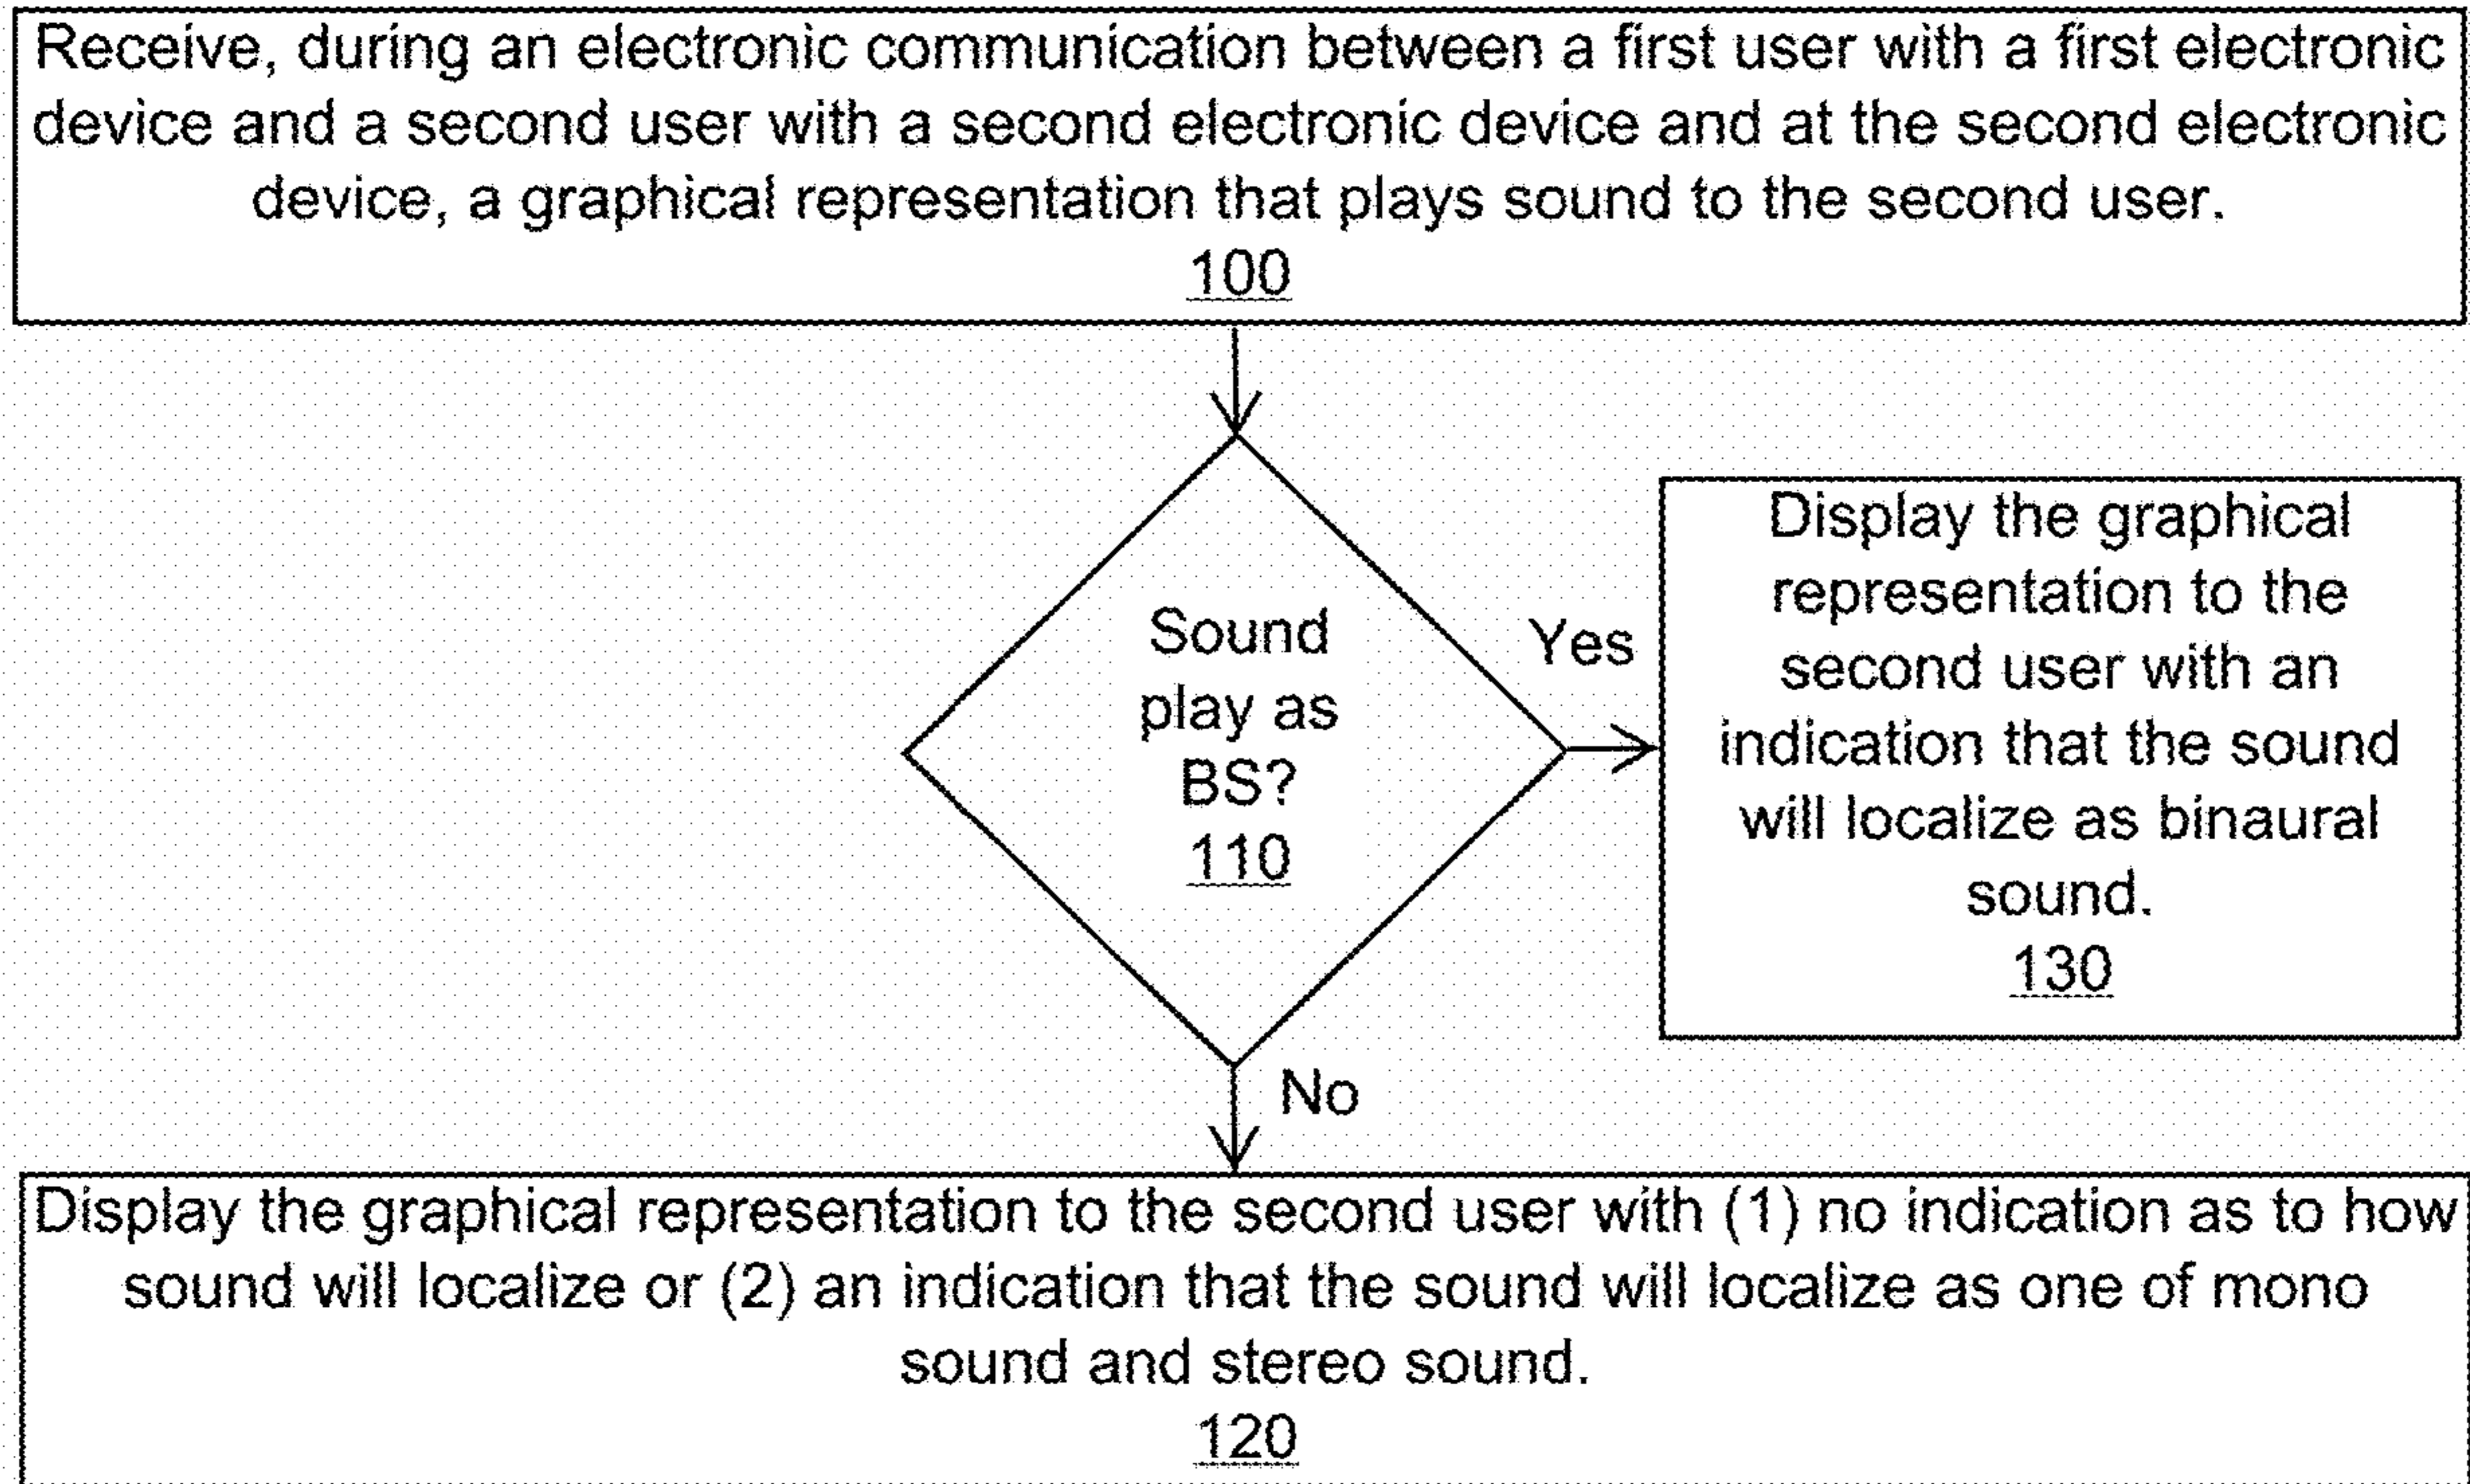 Receive, during an electronic communication between a first user with a first electronic
device and a second user with a second electronic device and at the second electronic
device, a graphical representation that plays sound to the second user.
100
Sound
play as
BS?
110
Yes
Display the graphical
representation to the
second user with an
indication that the sound
will localize as binaural
sound.
130
No
Display the graphical representation to the second user with (1) no indication as to how
sound will localize or (2) an indication that the sound will localize as one of mono
sound and stereo sound.
120